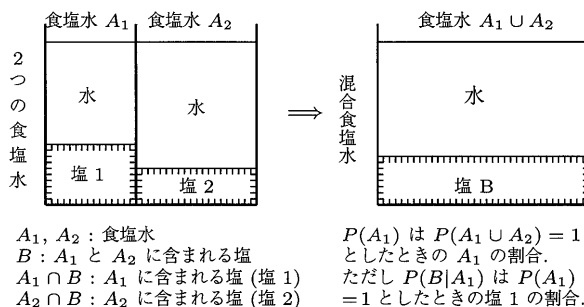 食塩水 A₁ 食塩水 A₂
2つの食塩水
水
水
塩 1
塩 2
⟹
食塩水 A₁ ∪ A₂
混合食塩水
水
塩 B
A₁, A₂ : 食塩水
B : A₁ と A₂ に含まれる塩
A₁ ∩ B : A₁ に含まれる塩 (塩 1)
A₂ ∩ B : A₂ に含まれる塩 (塩 2)
P(A₁) は P(A₁ ∪ A₂) = 1
としたときの A₁ の割合.
ただし P(B|A₁) は P(A₁)
=1 としたときの塩 1 の割合.